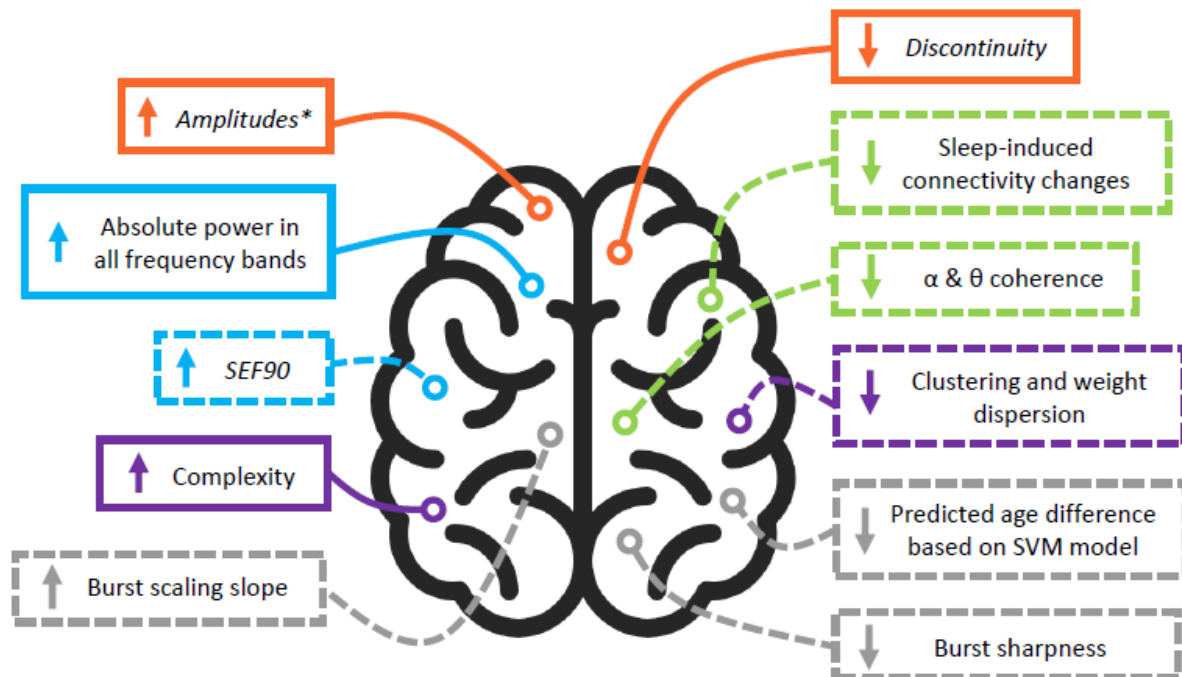 Discontinuity
Amplitudes*
Sleep-induced
connectivity changes
Absolute power in
all frequency bands
α & θ coherence
SEF90
Clustering and weight
dispersion
Complexity
Predicted age difference
based on SVM model
Burst scaling slope
Burst sharpness